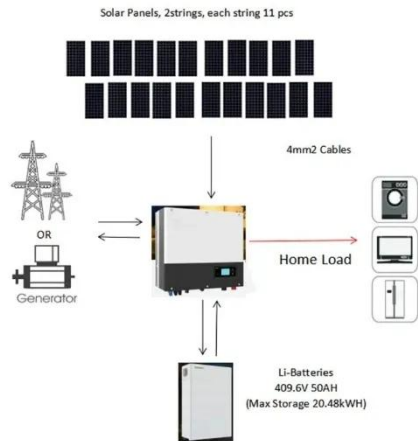 Solar Panels, 2strings, each string 11 pcs
4mm2 Cables
OR
Generator
Home Load
Li-Batteries
409.6V 50AH
(Max Storage 20.48kWH)